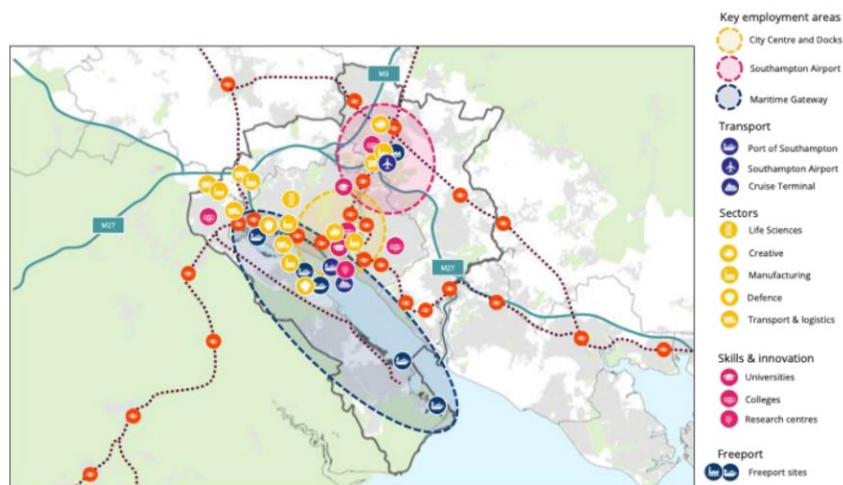 Key employment areas
City Centre and Docks
Southampton Airport
Maritime Gateway
Transport
Port of Southampton
Southampton Airport
Cruise Terminal
Sectors
Life Sciences
Creative
Manufacturing
Defence
Transport & logistics
Skills & innovation
Universities
Colleges
Research centres
Freeport
Freeport sites
M3
M27
M27